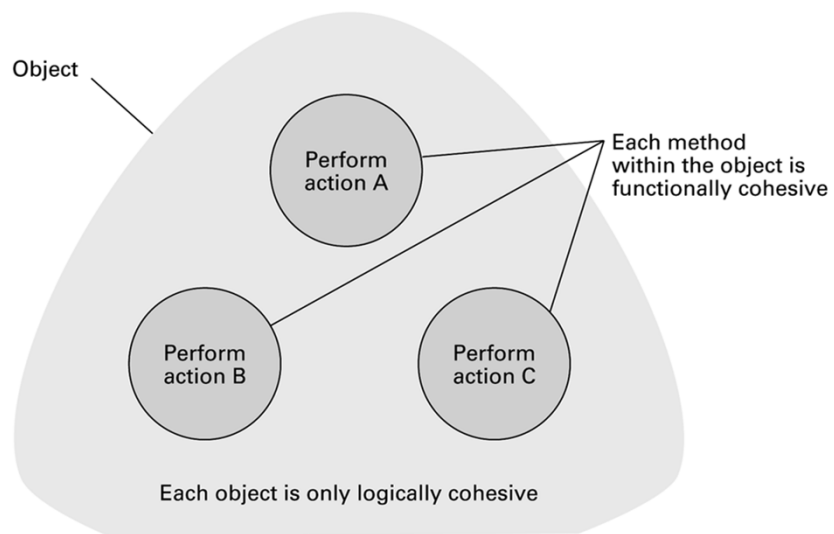 Object
Perform
action A
Each method
within the object is
functionally cohesive
Perform
action B
Perform
action C
Each object is only logically cohesive